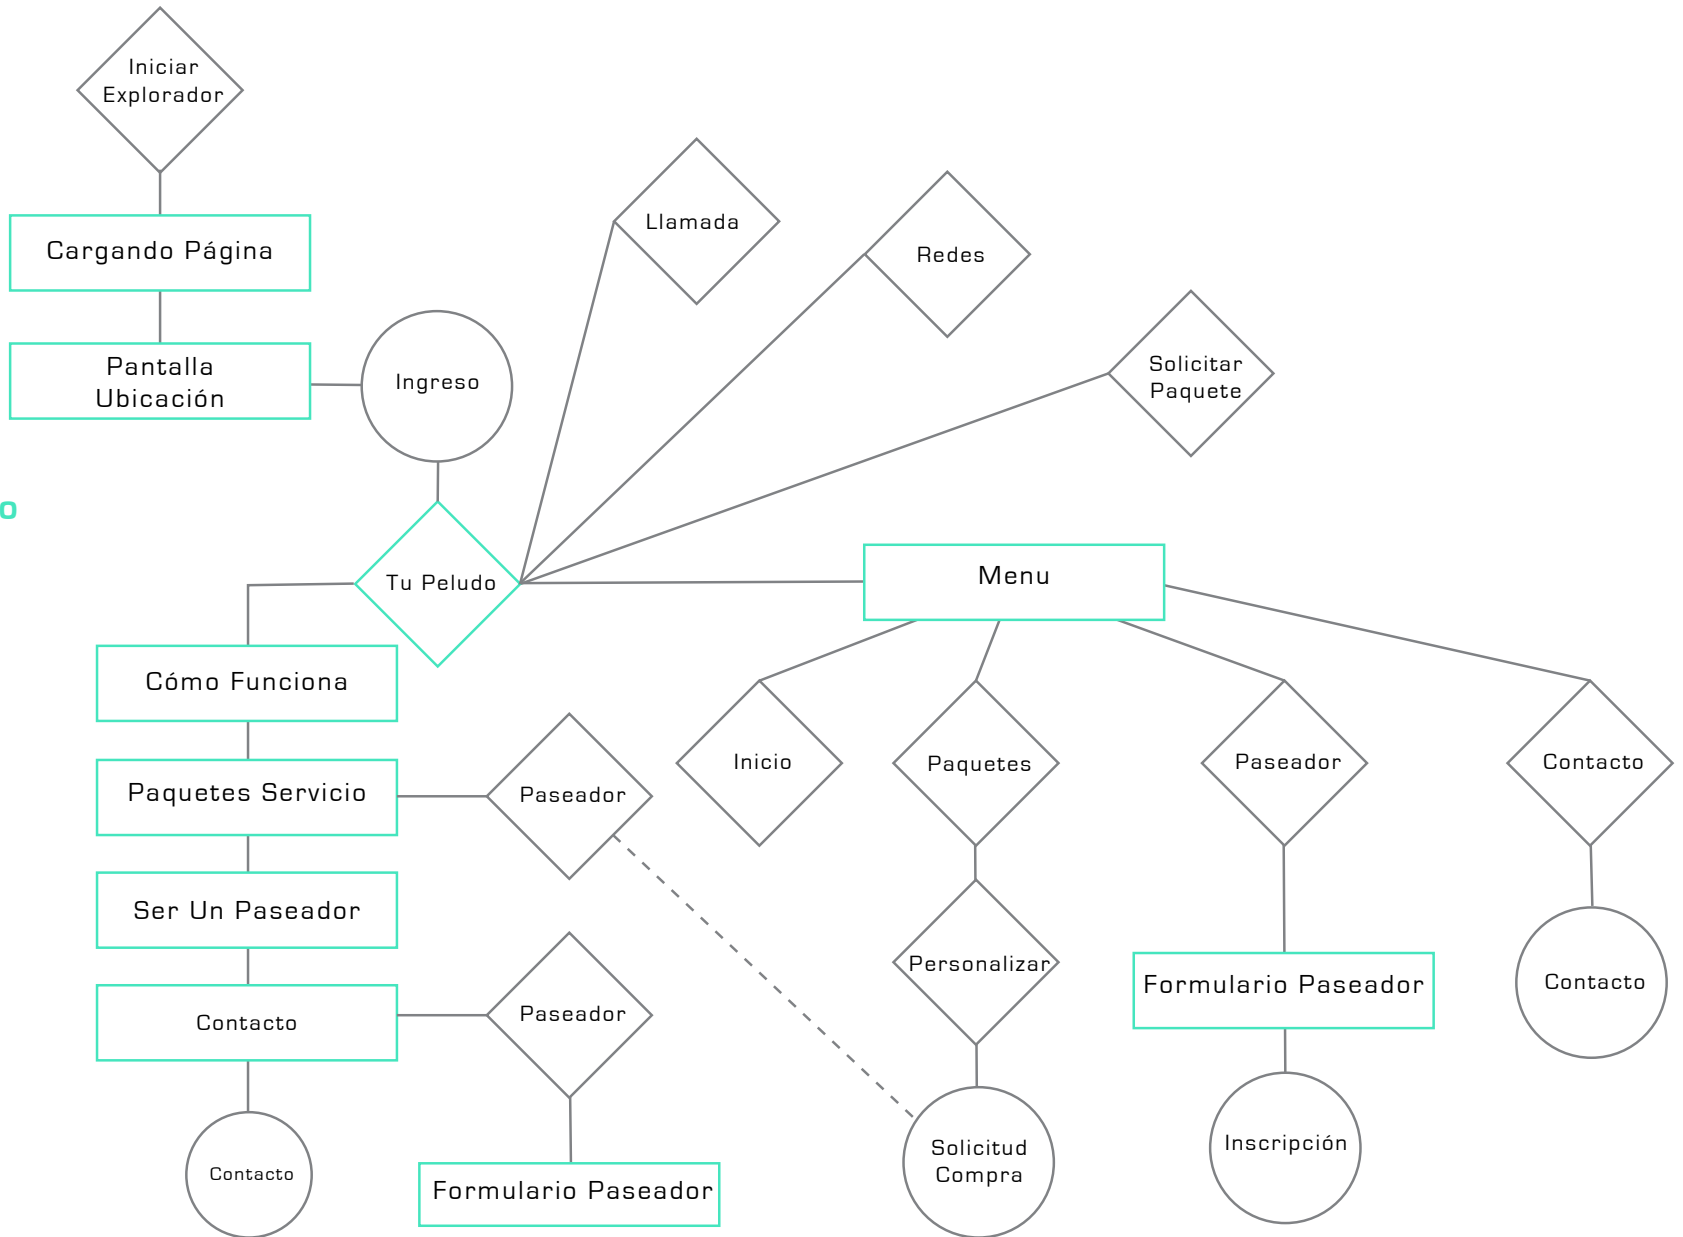 Iniciar
Explorador
Cargando Página
Pantalla
Ubicación
Ingreso
Llamada
Redes
Solicitar
Paquete
o
Tu Peludo
Menu
Cómo Funciona
Paquetes Servicio
Paseador
Inicio
Paquetes
Paseador
Contacto
Ser Un Paseador
Personalizar
Formulario Paseador
Contacto
Contacto
Paseador
Contacto
Formulario Paseador
Solicitud
Compra
Inscripción